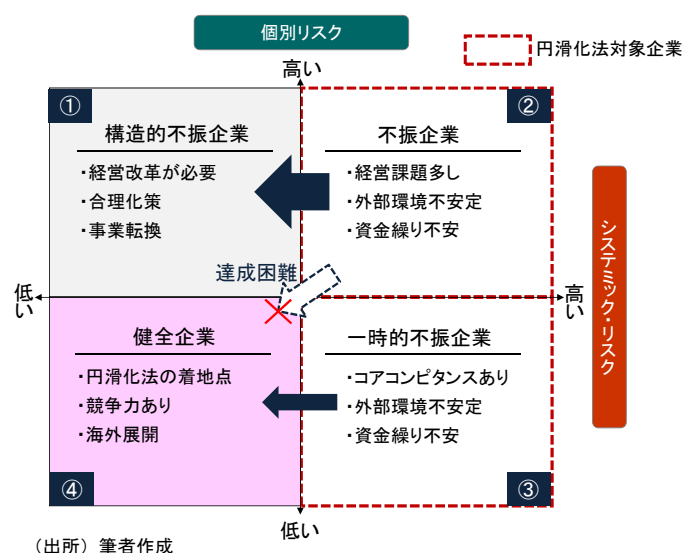 個別リスク
円滑化法対象企業
高い
①
②
構造的不振企業
・経営改革が必要
・合理化策
・事業転換
不振企業
・経営課題多し
・外部環境不安定
・資金繰り不安
システミック・リスク
達成困難
低い
高い
健全企業
・円滑化法の着地点
・競争力あり
・海外展開
一時的不振企業
・コアコンピタンスあり
・外部環境不安定
・資金繰り不安
④
③
低い
（出所）筆者作成